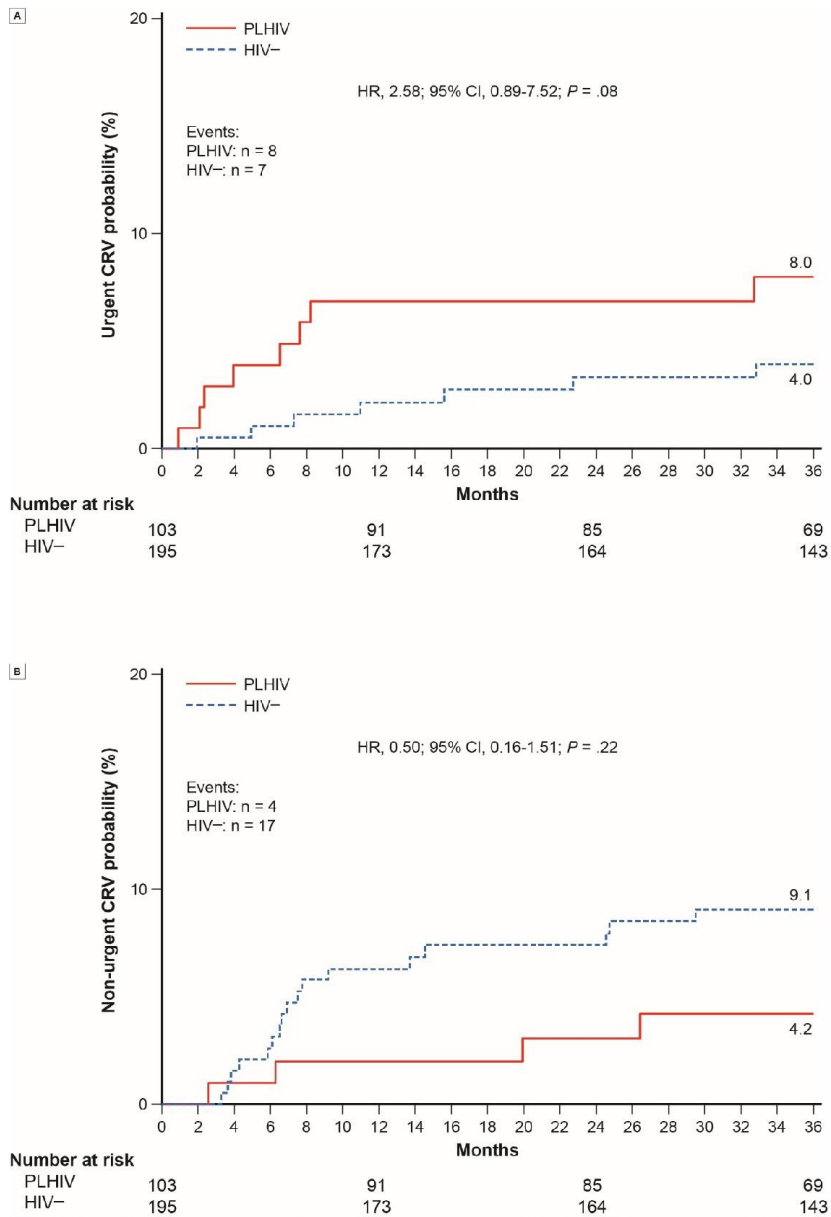 A
20
PLHIV
HIV–
HR, 2.58; 95% CI, 0.89-7.52; P = .08
Events:
PLHIV: n = 8
HIV–: n = 7
Urgent CRV probability (%)
10
8.0
4.0
0
0 2 4 6 8 10 12 14 16 18 20 22 24 26 28 30 32 34 36
Months
Number at risk
PLHIV 103 91 85 69
HIV– 195 173 164 143
B
20
PLHIV
HIV–
HR, 0.50; 95% CI, 0.16-1.51; P = .22
Events:
PLHIV: n = 4
HIV–: n = 17
Non-urgent CRV probability (%)
10
9.1
4.2
0
0 2 4 6 8 10 12 14 16 18 20 22 24 26 28 30 32 34 36
Months
Number at risk
PLHIV 103 91 85 69
HIV– 195 173 164 143